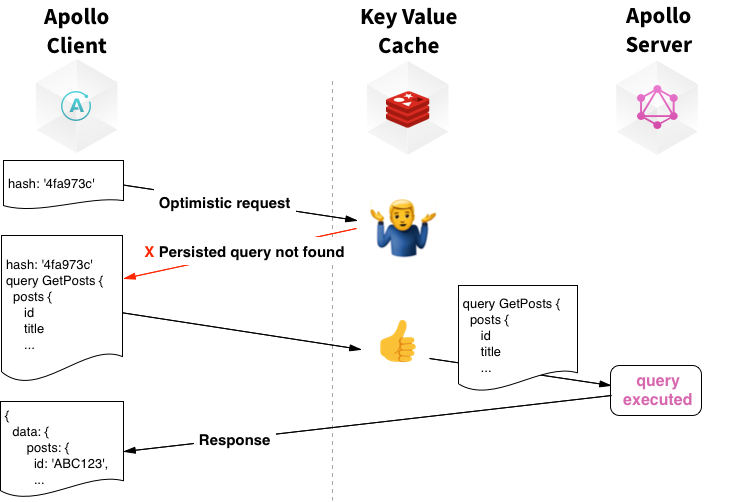 Apollo
Client
Key Value
Cache
Apollo
Server
A
hash: '4fa973c'
Optimistic request
X Persisted query not found
hash: '4fa973c'
query GetPosts {
posts {
id
title
...
query GetPosts {
posts {
id
title
...
query
executed
{
data: {
posts: {
id: 'ABC123',
...
Response